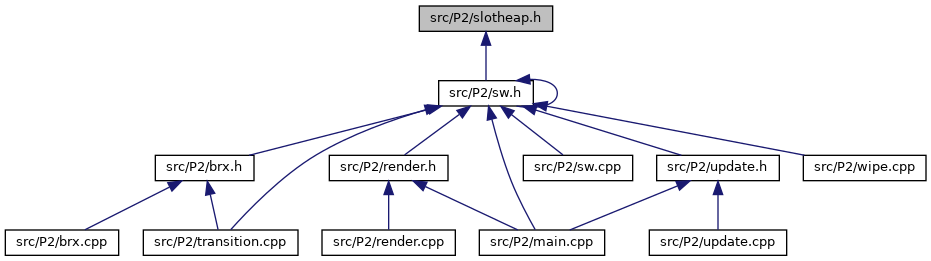 src/P2/slotheap.h
src/P2/sw.h
src/P2/brx.h
src/P2/render.h
src/P2/sw.cpp
src/P2/update.h
src/P2/wipe.cpp
src/P2/brx.cpp
src/P2/transition.cpp
src/P2/render.cpp
src/P2/main.cpp
src/P2/update.cpp